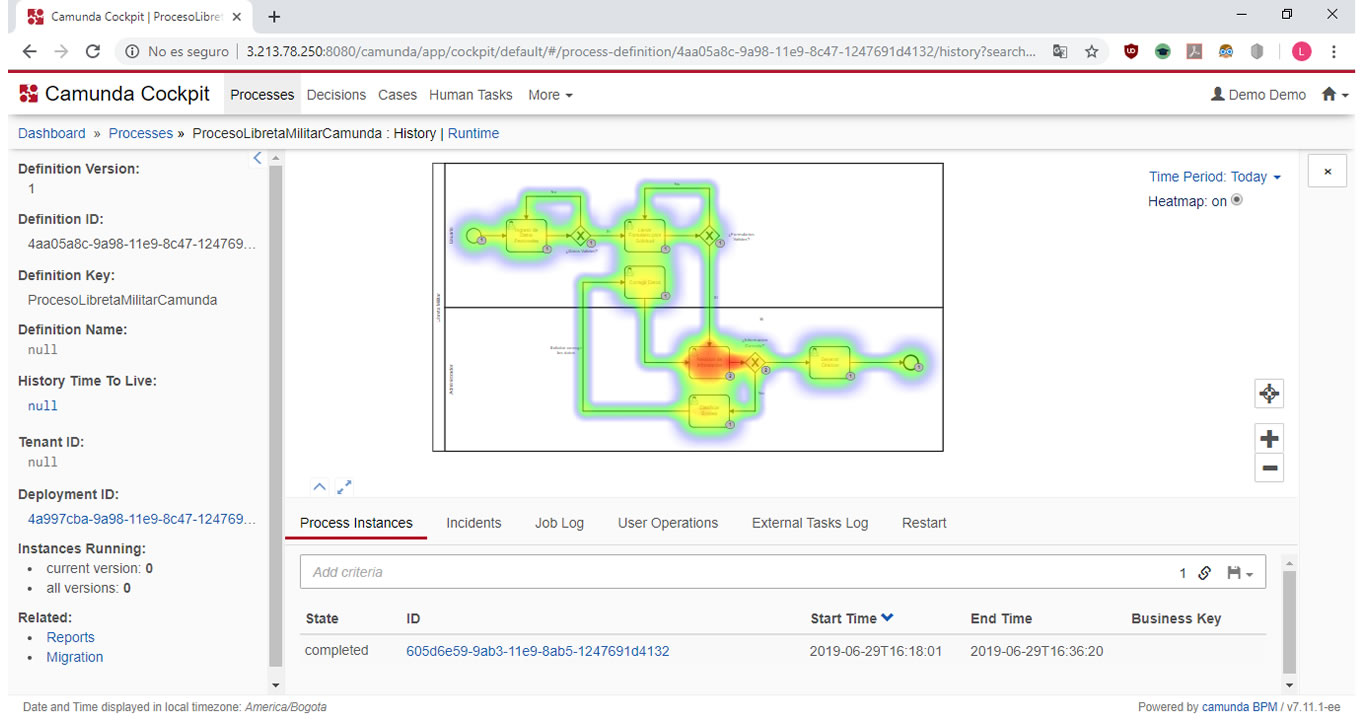 Camunda Cockpit | ProcesoLibret
No es seguro | 3.213.78.250:8080/camunda/app/cockpit/default/#/process-definition/4aa05a8c-9a98-11e9-8c47-1247691d4132/history?search...
L
Camunda Cockpit Processes Decisions Cases Human Tasks More Demo Demo
Dashboard » Processes » ProcesoLibretaMilitarCamunda : History | Runtime
Definition Version:
1
Definition ID:
4aa05a8c-9a98-11e9-8c47-124769...
Definition Key:
ProcesoLibretaMilitarCamunda
Definition Name:
null
History Time To Live:
null
Tenant ID:
null
Deployment ID:
4a997cba-9a98-11e9-8c47-124769...
Instances Running:
current version: 0
all versions: 0
Related:
Reports
Migration
Time Period: Today
Heatmap: on
Process Instances Incidents Job Log User Operations External Tasks Log Restart
Add criteria 1
State ID Start Time End Time Business Key
completed 605d6e59-9ab3-11e9-8ab5-1247691d4132 2019-06-29T16:18:01 2019-06-29T16:36:20
Date and Time displayed in local timezone: America/Bogota
Powered by camunda BPM / v7.11.1-ee